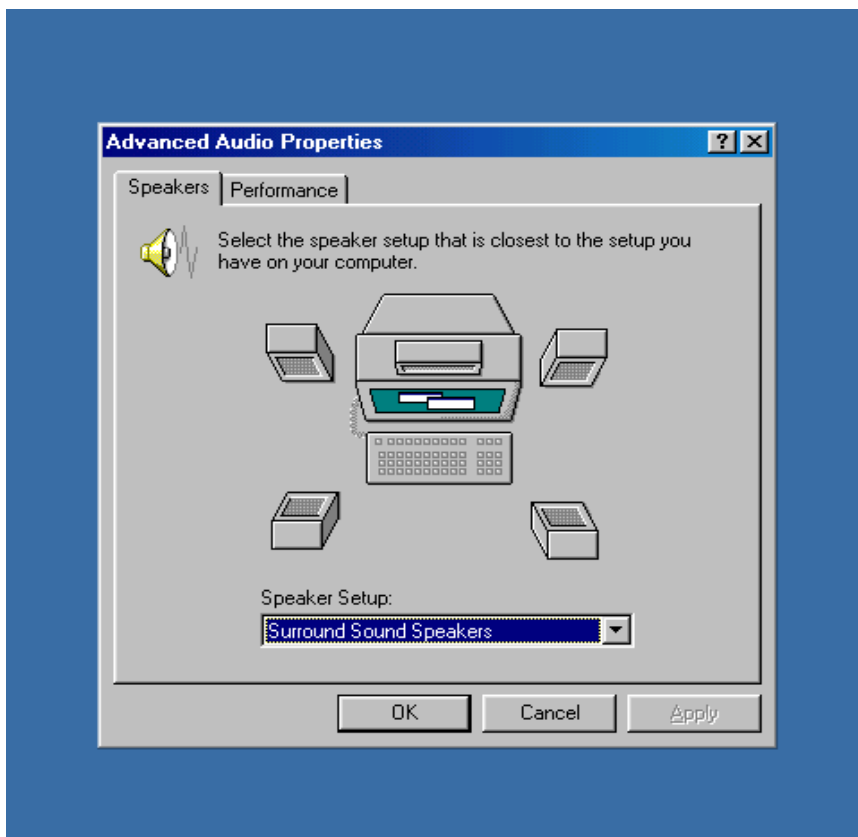 Advanced Audio Properties
Speakers Performance
Select the speaker setup that is closest to the setup you
have on your computer.
Speaker Setup:
Surround Sound Speakers
OK Cancel Apply